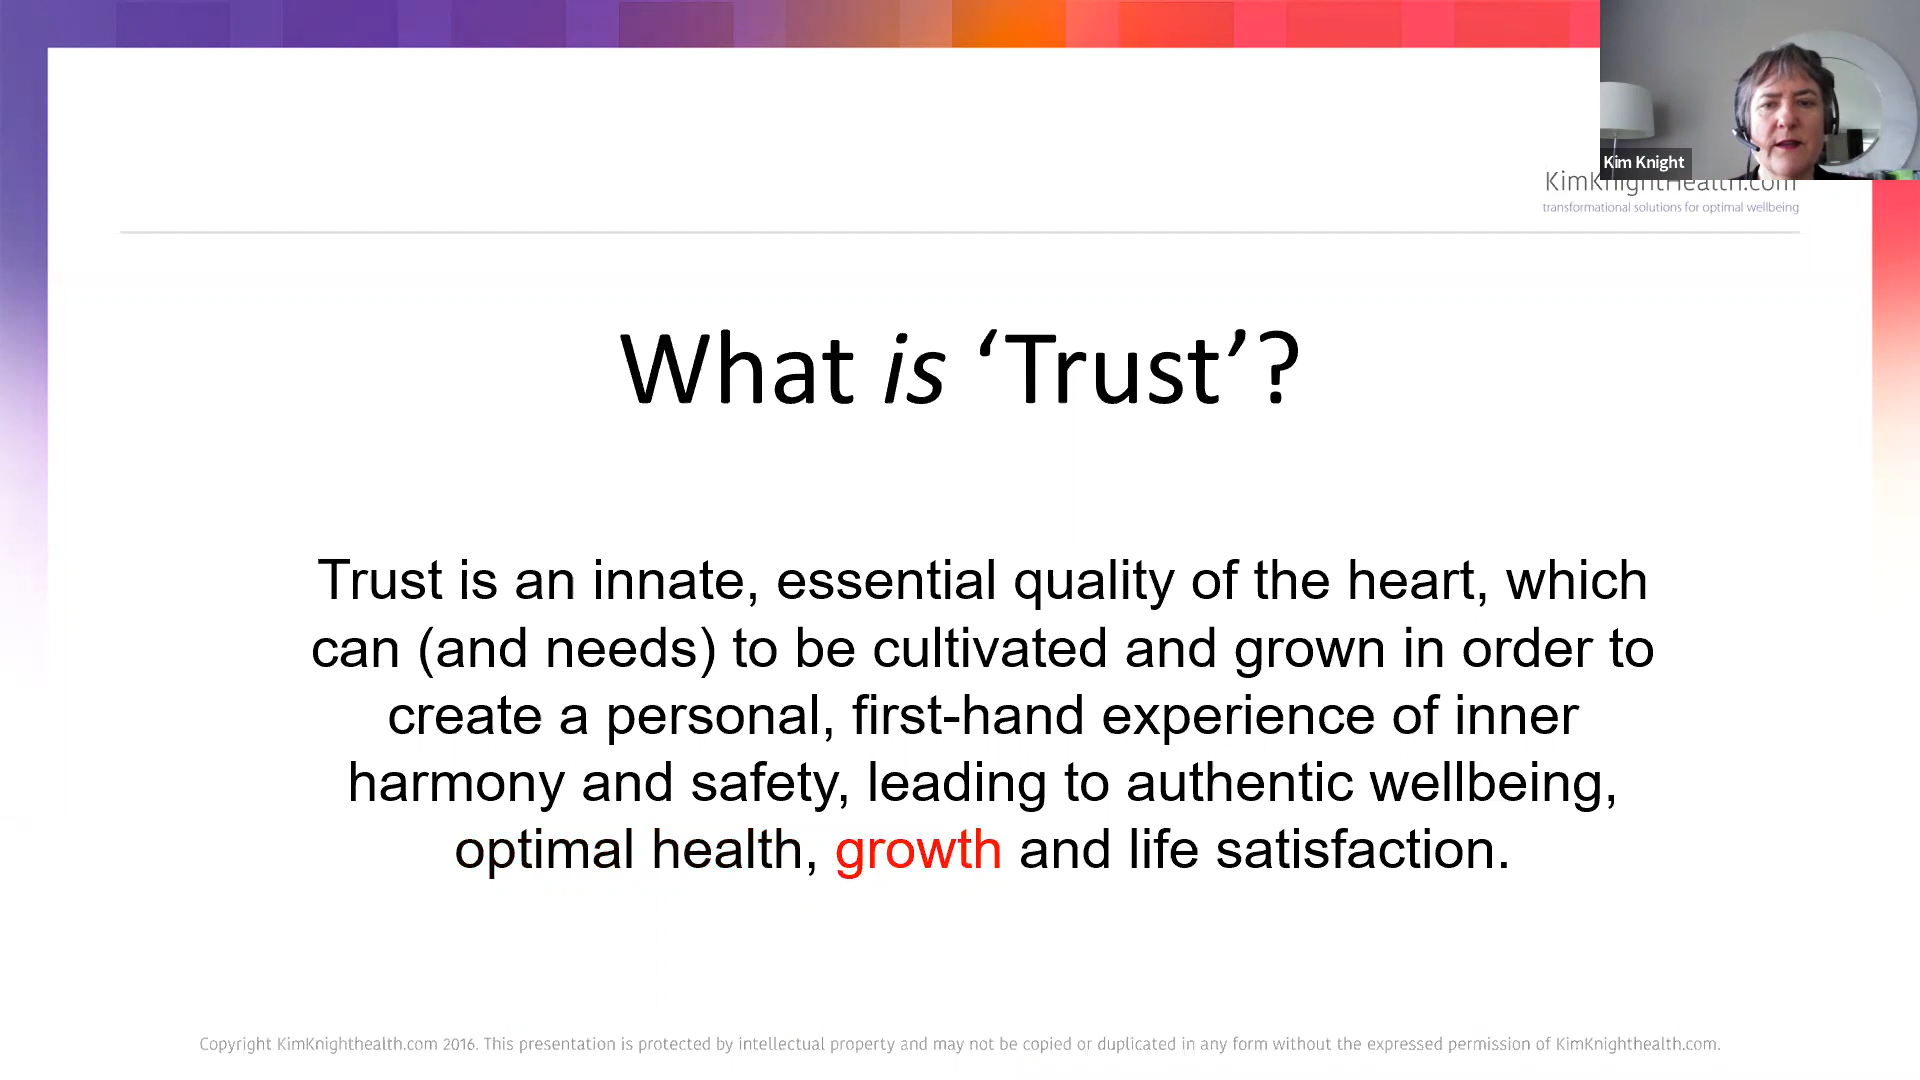 Kim Knight
KimKnightHealth.com
transformational solutions for optimal wellbeing
What is ‘Trust’?
Trust is an innate, essential quality of the heart, which
can (and needs) to be cultivated and grown in order to
create a personal, first-hand experience of inner
harmony and safety, leading to authentic wellbeing,
optimal health, growth and life satisfaction.
Copyright KimKnighthealth.com 2016. This presentation is protected by intellectual property and may not be copied or duplicated in any form without the expressed permission of KimKnighthealth.com.